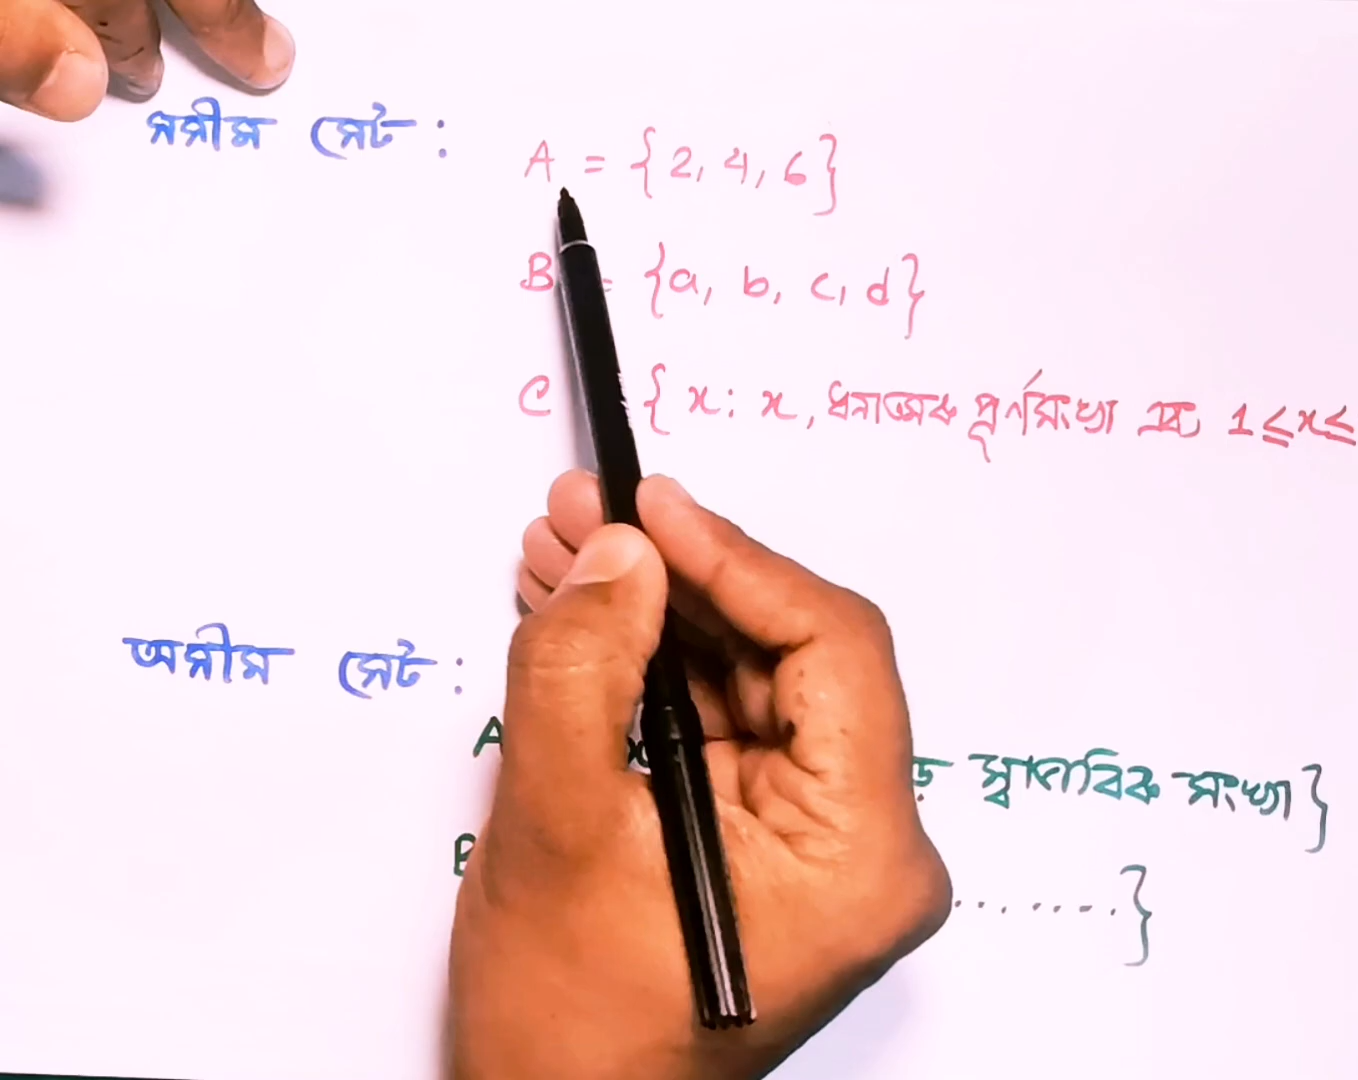 সসীম সেট :
A = {2, 4, 6}
B = {a, b, c, d}
C { x : x, ধনাত্মক পূর্ণসংখ্যা এবং 1 ≤ x ≤
অসীম সেট :
A স্বাভাবিক সংখ্যা}
B ........}